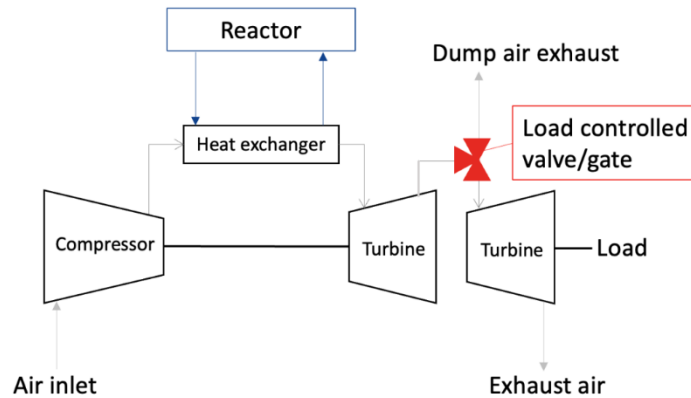 Reactor
Dump air exhaust
Load controlled
valve/gate
Heat exchanger
Compressor
Turbine
Turbine
Load
Air inlet
Exhaust air